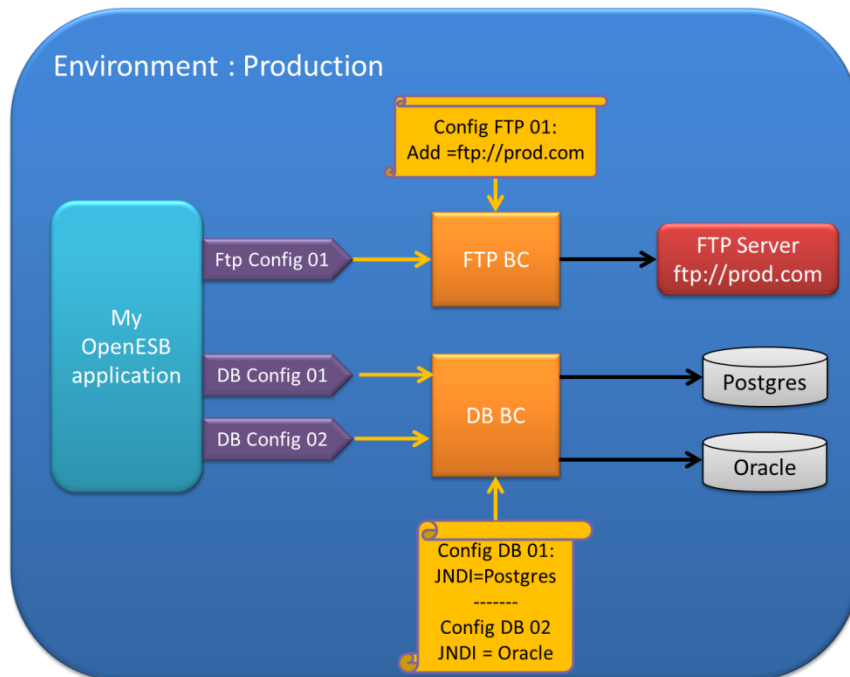 Environment : Production
Config FTP 01:
Add =ftp://prod.com
Ftp Config 01
FTP BC
FTP Server
ftp://prod.com
My
OpenESB
application
DB Config 01
DB Config 02
DB BC
Postgres
Oracle
Config DB 01:
JNDI=Postgres
-------
Config DB 02
JNDI = Oracle